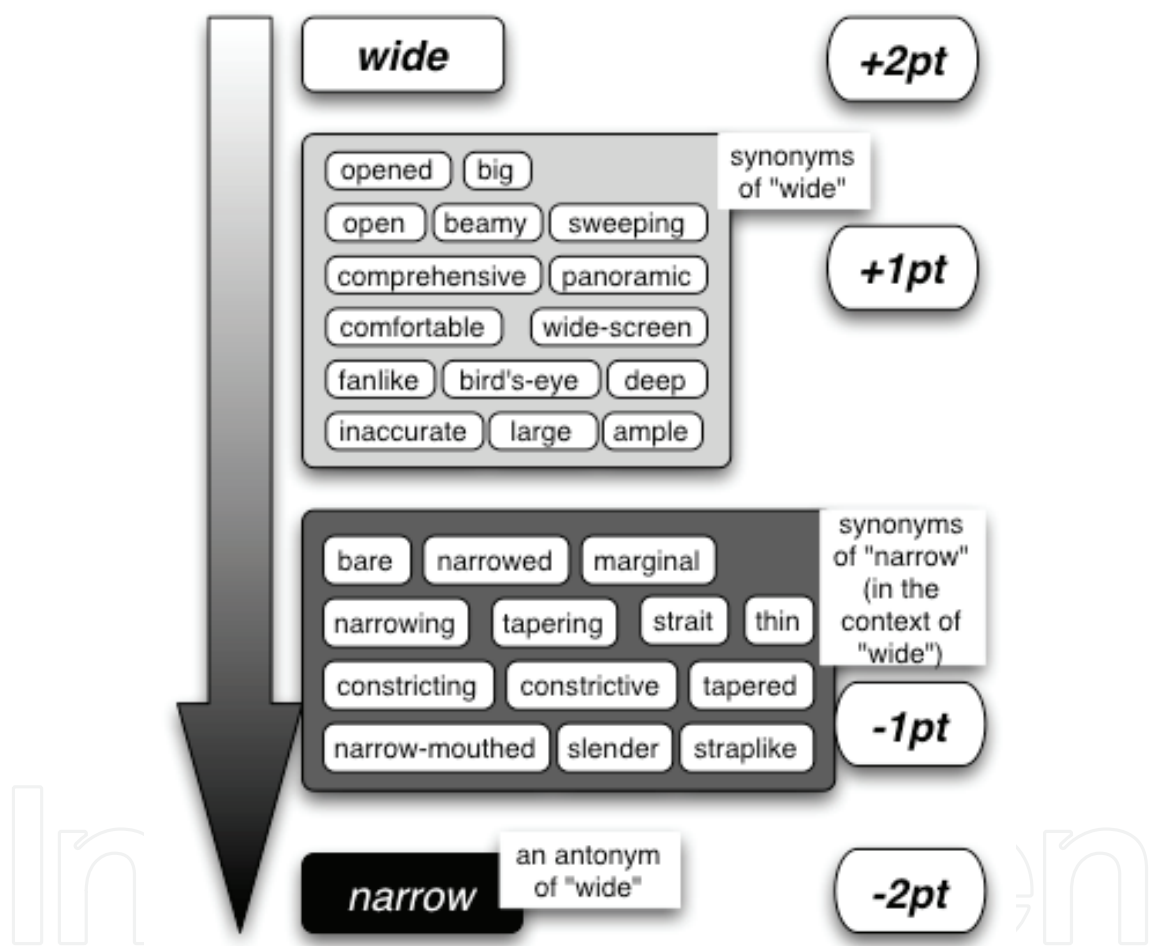 wide
+2pt
synonyms
of "wide"
opened big
open beamy sweeping
+1pt
comprehensive panoramic
comfortable wide-screen
fanlike bird's-eye deep
inaccurate large ample
synonyms
of "narrow"
(in the
context of
"wide")
bare narrowed marginal
narrowing tapering strait thin
constricting constrictive tapered
-1pt
narrow-mouthed slender straplike
an antonym
of "wide"
narrow
-2pt